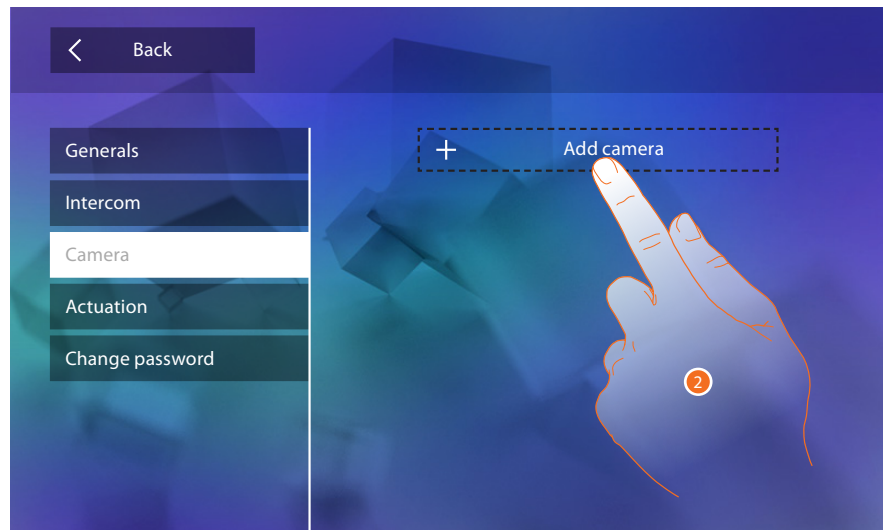 Back
Generals
Intercom
Camera
Actuation
Change password
+ Add camera
2